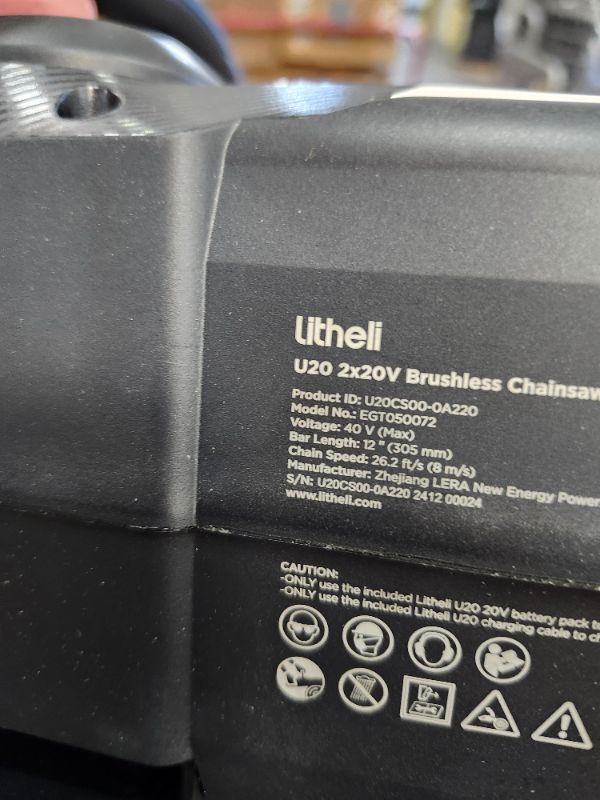 Litheli
U20 2x20V Brushless Chainsaw
Product ID: U20CS00-0A220
Model No.: EGT050072
Voltage: 40 V (Max)
Bar Length: 12 " (305 mm)
Chain Speed: 26.2 ft/s (8 m/s)
Manufacturer: Zhejiang LERA New Energy Power
S/N: U20CS00-0A220 2412 00024
www.litheli.com
CAUTION:
-ONLY use the included Litheli U20 20V battery pack to
-ONLY use the included Litheli U20 charging cable to